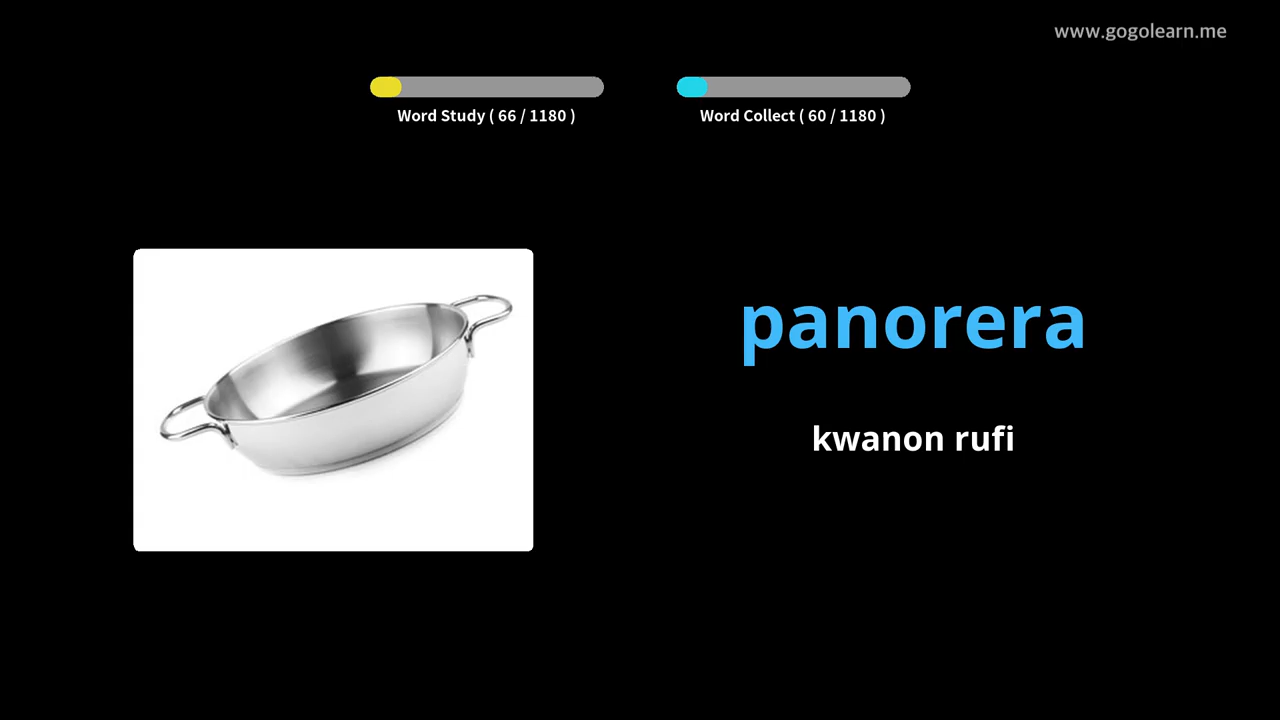 www.gogolearn.me
Word Study ( 66 / 1180 )
Word Collect ( 60 / 1180 )
panorera
kwanon rufi